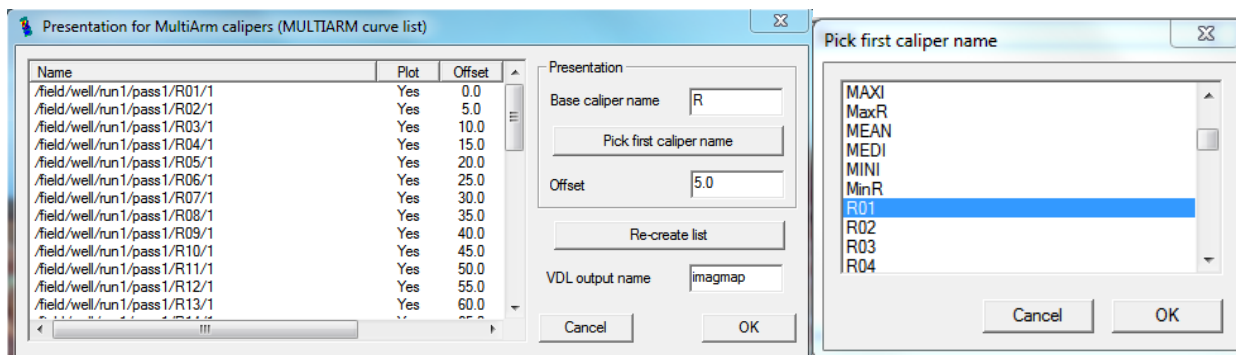 Presentation for MultiArm calipers (MULTIARM curve list)
Name Plot Offset
/field/well/run1/pass1/R01/1 Yes 0.0
/field/well/run1/pass1/R02/1 Yes 5.0
/field/well/run1/pass1/R03/1 Yes 10.0
/field/well/run1/pass1/R04/1 Yes 15.0
/field/well/run1/pass1/R05/1 Yes 20.0
/field/well/run1/pass1/R06/1 Yes 25.0
/field/well/run1/pass1/R07/1 Yes 30.0
/field/well/run1/pass1/R08/1 Yes 35.0
/field/well/run1/pass1/R09/1 Yes 40.0
/field/well/run1/pass1/R10/1 Yes 45.0
/field/well/run1/pass1/R11/1 Yes 50.0
/field/well/run1/pass1/R12/1 Yes 55.0
/field/well/run1/pass1/R13/1 Yes 60.0
Presentation
Base caliper name R
Pick first caliper name
Offset 5.0
Re-create list
VDL output name imagmap
Cancel OK
Pick first caliper name
MAXI
MaxR
MEAN
MEDI
MINI
MinR
R01
R02
R03
R04
Cancel OK